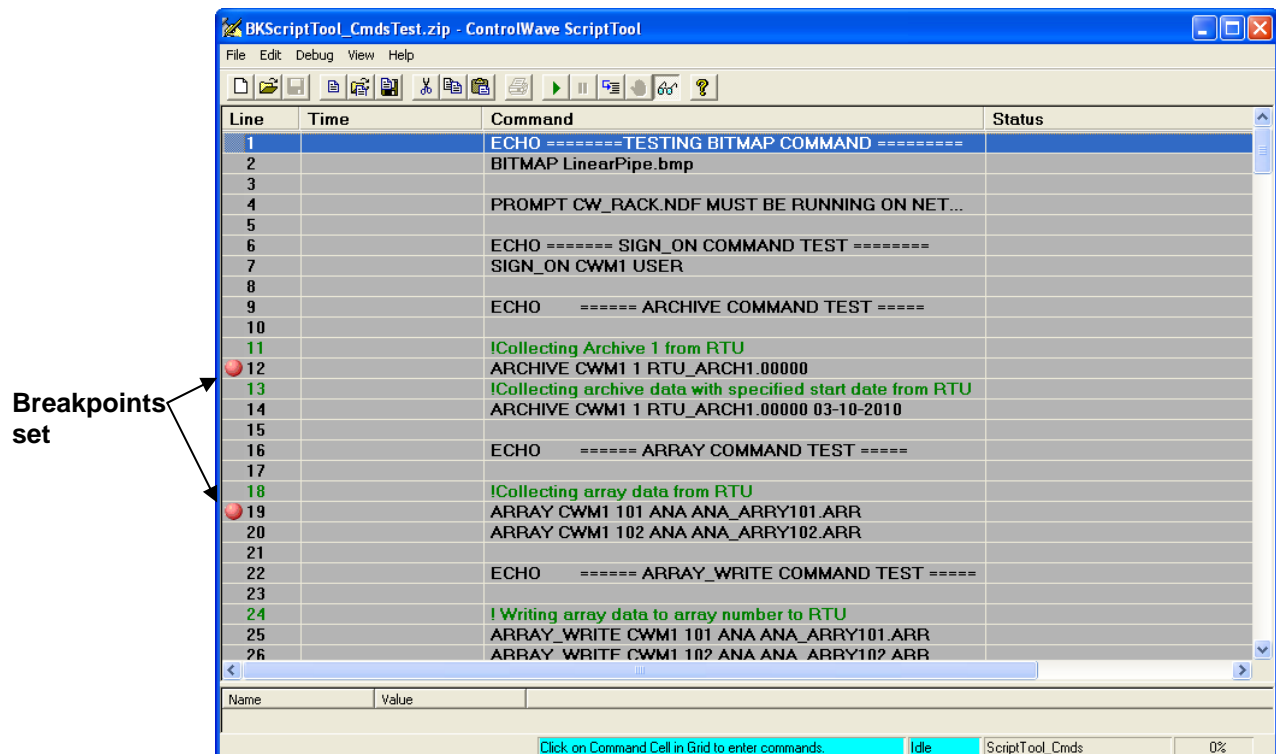 BKScriptTool_CmdsTest.zip - ControlWave ScriptTool
File Edit Debug View Help
Line Time Command Status
1 ECHO ========TESTING BITMAP COMMAND =========
2 BITMAP LinearPipe.bmp
3
4 PROMPT CW_RACK.NDF MUST BE RUNNING ON NET...
5
6 ECHO ======= SIGN_ON COMMAND TEST ========
7 SIGN_ON CWM1 USER
8
9 ECHO ====== ARCHIVE COMMAND TEST =====
10
11 !Collecting Archive 1 from RTU
12 ARCHIVE CWM1 1 RTU_ARCH1.00000
13 !Collecting archive data with specified start date from RTU
14 ARCHIVE CWM1 1 RTU_ARCH1.00000 03-10-2010
15
16 ECHO ====== ARRAY COMMAND TEST =====
17
18 !Collecting array data from RTU
19 ARRAY CWM1 101 ANA ANA_ARRY101.ARR
20 ARRAY CWM1 102 ANA ANA_ARRY102.ARR
21
22 ECHO ====== ARRAY_WRITE COMMAND TEST =====
23
24 ! Writing array data to array number to RTU
25 ARRAY_WRITE CWM1 101 ANA ANA_ARRY101.ARR
26 ARRAY_WRITE CWM1 102 ANA ANA_ARRY102.ARR
Breakpoints
set
Name Value
Click on Command Cell in Grid to enter commands. Idle ScriptTool_Cmds 0%